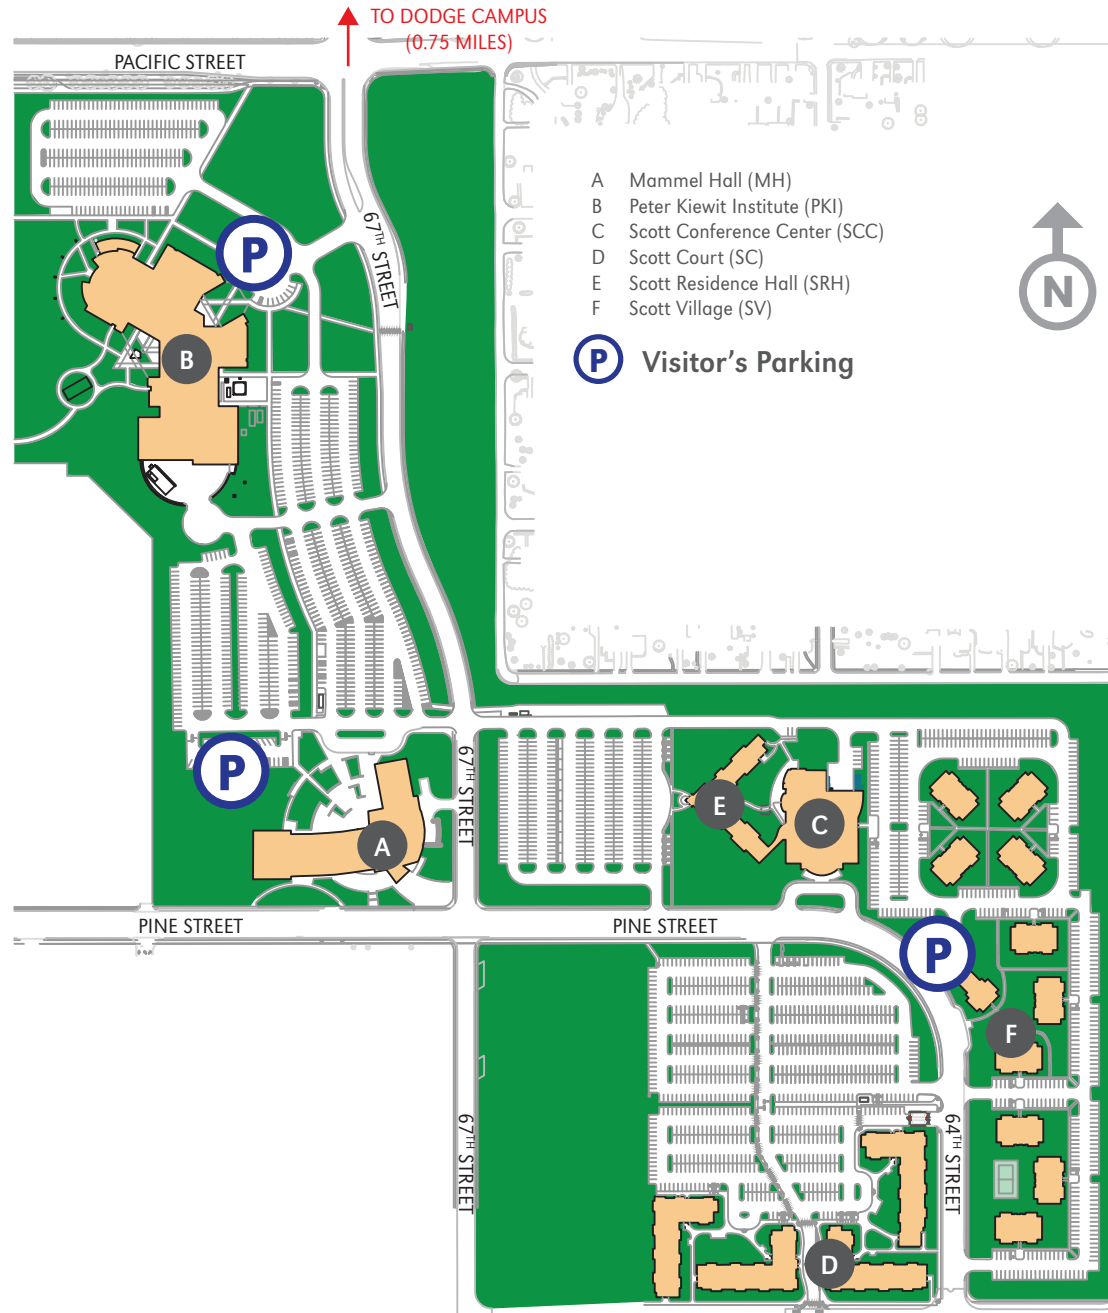 TO DODGE CAMPUS
(0.75 MILES)
PACIFIC STREET
67TH STREET
A Mammel Hall (MH)
B Peter Kiewit Institute (PKI)
C Scott Conference Center (SCC)
D Scott Court (SC)
E Scott Residence Hall (SRH)
F Scott Village (SV)
N
P Visitor's Parking
P
B
P
67TH STREET
E
C
A
PINE STREET
PINE STREET
P
F
67TH STREET
64TH STREET
D